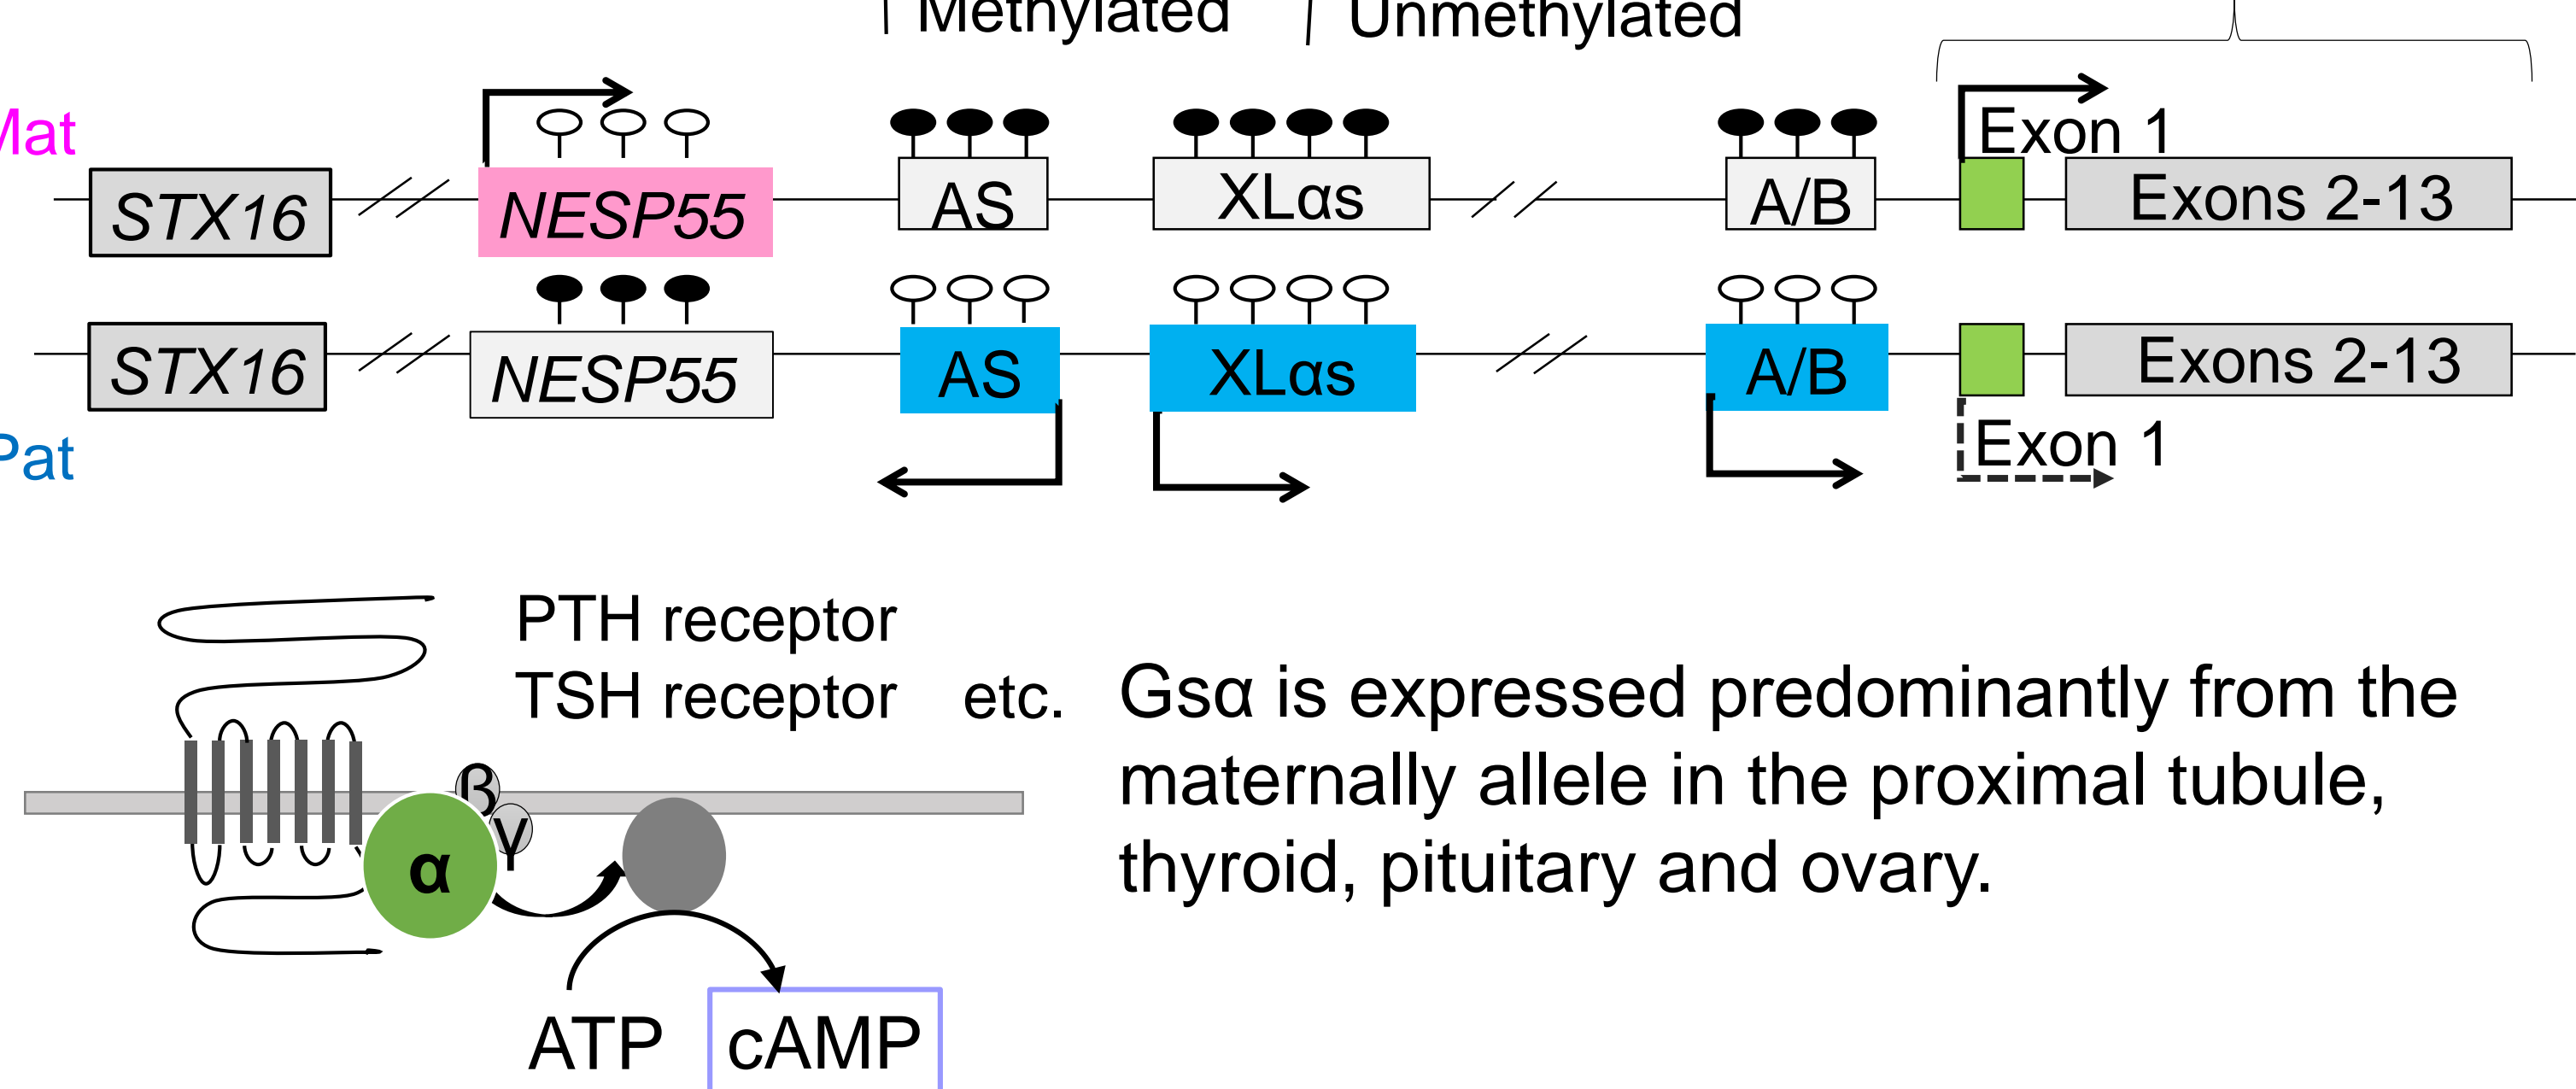 Methylated Unmethylated
Mat
Exon 1
STX16 NESP55 AS XLαs A/B Exons 2-13
STX16 NESP55 AS XLαs A/B Exons 2-13
Pat
Exon 1
PTH receptor
TSH receptor etc.
Gsα is expressed predominantly from the
maternally allele in the proximal tubule,
thyroid, pituitary and ovary.
β
γ
α
ATP cAMP